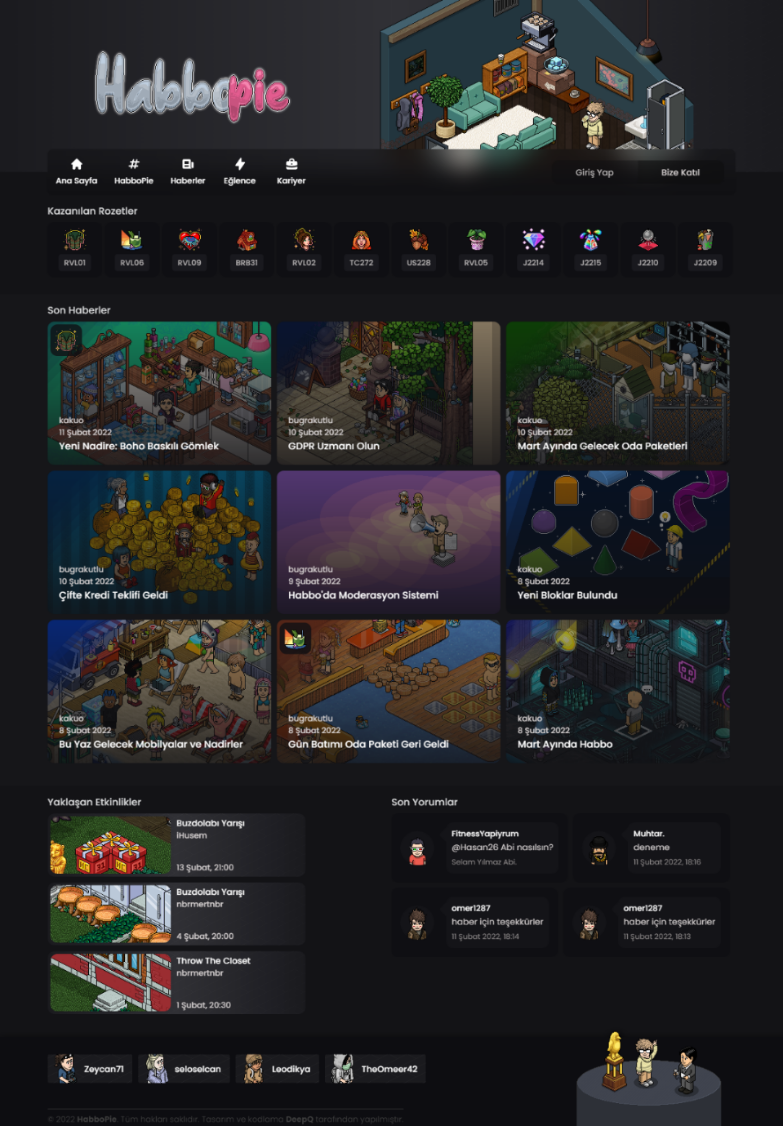 Habbopie
Ana Sayfa
HabboPie
Haberler
Eğlence
Kariyer
Giriş Yap
Bize Katıl
Kazanılan Rozetler
RVL01
RVL06
RVL09
BRB31
RVL02
TC272
US22B
RVL05
J2214
J2215
J2210
J2209
Son Haberler
kakuo
11 Şubat 2022
Yeni Nadire: Boho Baskılı Gömlek
bugrakutlu
10 Şubat 2022
GDPR Uzmanı Olun
kakuo
10 Şubat 2022
Mart Ayında Gelecek Oda Paketleri
bugrakutlu
10 Şubat 2022
Çifte Kredi Teklifi Geldi
bugrakutlu
9 Şubat 2022
Habbo'da Moderasyon Sistemi
kakuo
8 Şubat 2022
Yeni Bloklar Bulundu
kakuo
8 Şubat 2022
Bu Yaz Gelecek Mobilyalar ve Nadirler
bugrakutlu
8 Şubat 2022
Gün Batımı Oda Paketi Geri Geldi
kakuo
8 Şubat 2022
Mart Ayında Habbo
Yaklaşan Etkinlikler
Buzdolabı Yarışı
lHusem
13 Şubat, 21:00
Buzdolabı Yarışı
nbrmertnbr
4 Şubat, 20:00
Throw The Closet
nbrmertnbr
1 Şubat, 20:30
Son Yorumlar
FitnessYapiyrum
@Hasan26 Abi nasılsın?
Selam Yılmaz Abi.
Muhtar.
deneme
11 Şubat 2022, 18:16
omer1287
haber için teşekkürler
11 Şubat 2022, 18:14
omer1287
haber için teşekkürler
11 Şubat 2022, 18:13
Zeycan71
seloselcan
Leodikya
TheOmeer42
© 2022 HabboPie. Tüm hakları saklıdır. Tasarım ve kodlama DeepQ tarafından yapılmıştır.